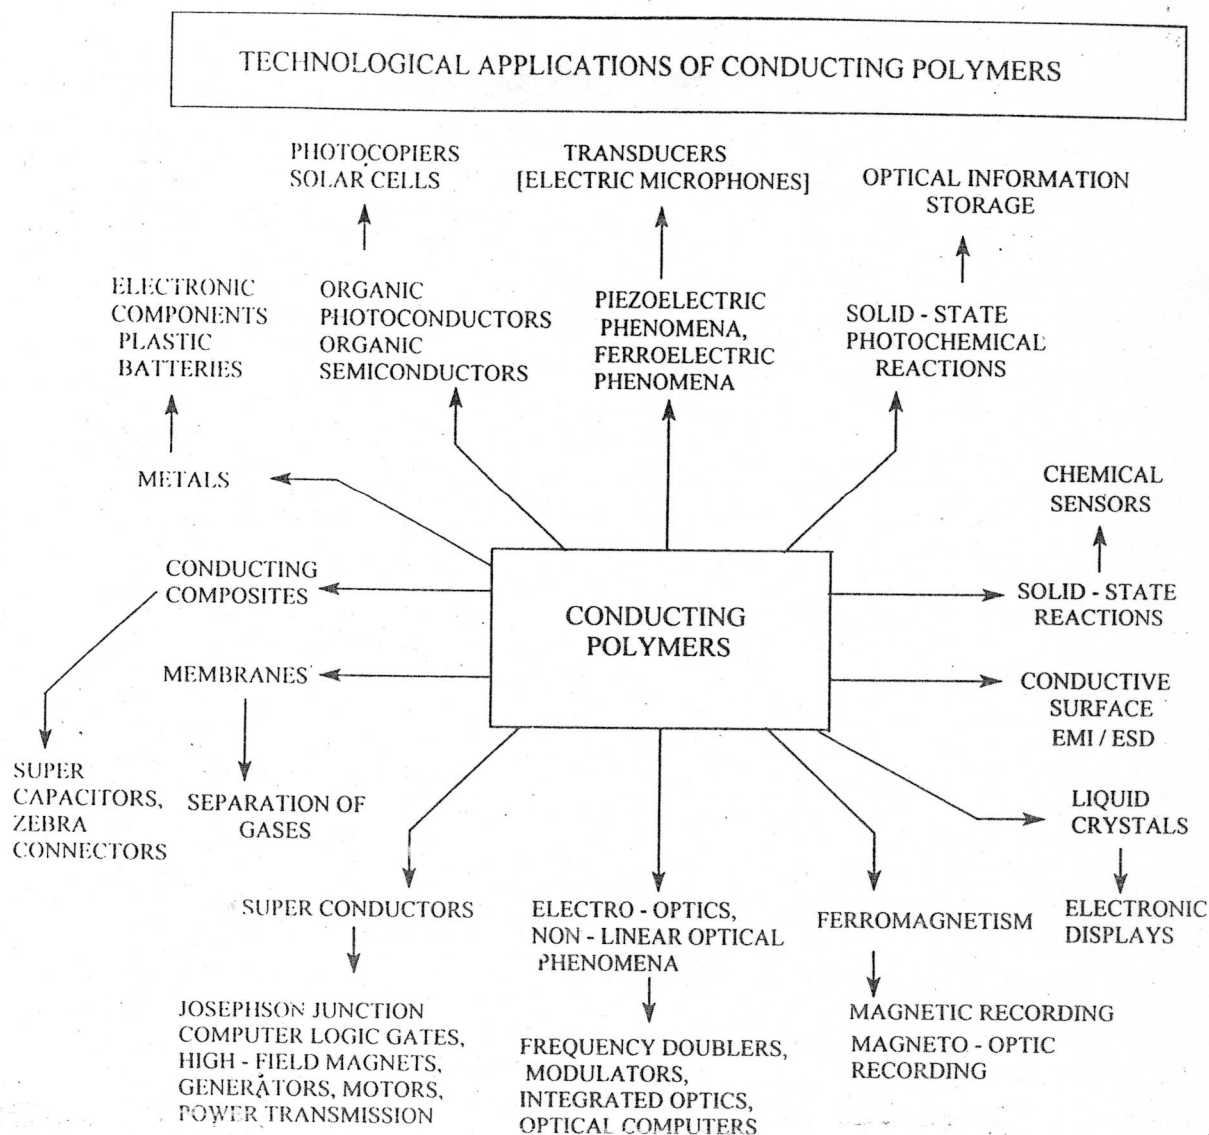 TECHNOLOGICAL APPLICATIONS OF CONDUCTING POLYMERS
PHOTOCOPIERS
SOLAR CELLS
TRANSDUCERS
[ELECTRIC MICROPHONES]
OPTICAL INFORMATION
STORAGE
ELECTRONIC
COMPONENTS
PLASTIC
BATTERIES
ORGANIC
PHOTOCONDUCTORS
ORGANIC
SEMICONDUCTORS
PIEZOELECTRIC
PHENOMENA,
FERROELECTRIC
PHENOMENA
SOLID - STATE
PHOTOCHEMICAL
REACTIONS
METALS
CHEMICAL
SENSORS
CONDUCTING
COMPOSITES
CONDUCTING
POLYMERS
SOLID - STATE
REACTIONS
MEMBRANES
CONDUCTIVE
SURFACE
EMI / ESD
SUPER
CAPACITORS,
ZEBRA
CONNECTORS
SEPARATION OF
GASES
LIQUID
CRYSTALS
SUPER CONDUCTORS
ELECTRO - OPTICS,
NON - LINEAR OPTICAL
PHENOMENA
FERROMAGNETISM
ELECTRONIC
DISPLAYS
JOSEPHSON JUNCTION
COMPUTER LOGIC GATES,
HIGH - FIELD MAGNETS,
GENERATORS, MOTORS,
POWER TRANSMISSION
FREQUENCY DOUBLERS,
MODULATORS,
INTEGRATED OPTICS,
OPTICAL COMPUTERS
MAGNETIC RECORDING
MAGNETO - OPTIC
RECORDING